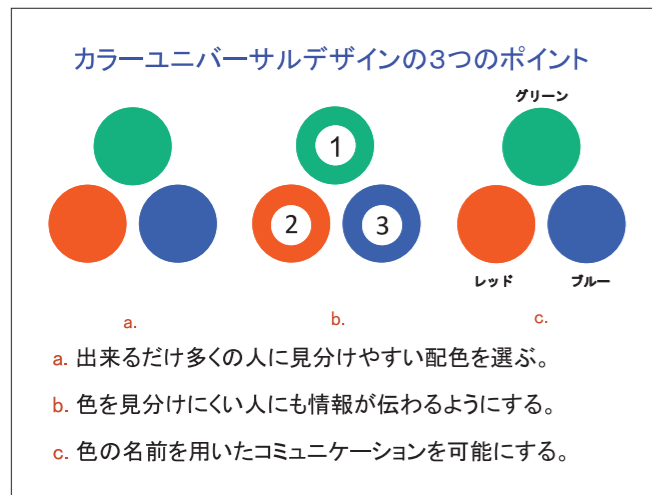 カラーユニバーサルデザインの3つのポイント
グリーン
1
2
3
レッド
ブルー
a.
b.
c.
a. 出来るだけ多くの人に見分けやすい配色を選ぶ。
b. 色を見分けにくい人にも情報が伝わるようにする。
c. 色の名前を用いたコミュニケーションを可能にする。